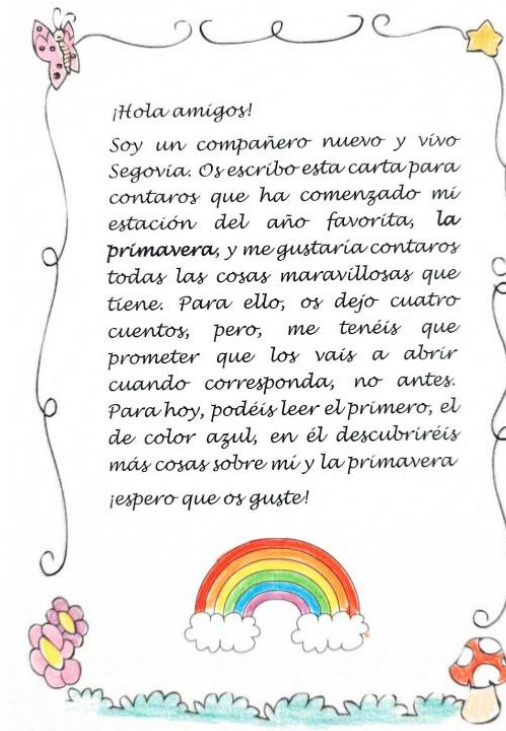 ¡Hola amigos!
Soy un compañero nuevo y vivo
Segovia. Os escribo esta carta para
contaros que ha comenzado mi
estación del año favorita, la
primavera, y me gustaría contaros
todas las cosas maravillosas que
tiene. Para ello, os dejo cuatro
cuentos, pero, me tenéis que
prometer que los vais a abrir
cuando corresponda, no antes.
Para hoy, podéis leer el primero, el
de color azul, en él descubriréis
más cosas sobre mí y la primavera
¡espero que os guste!